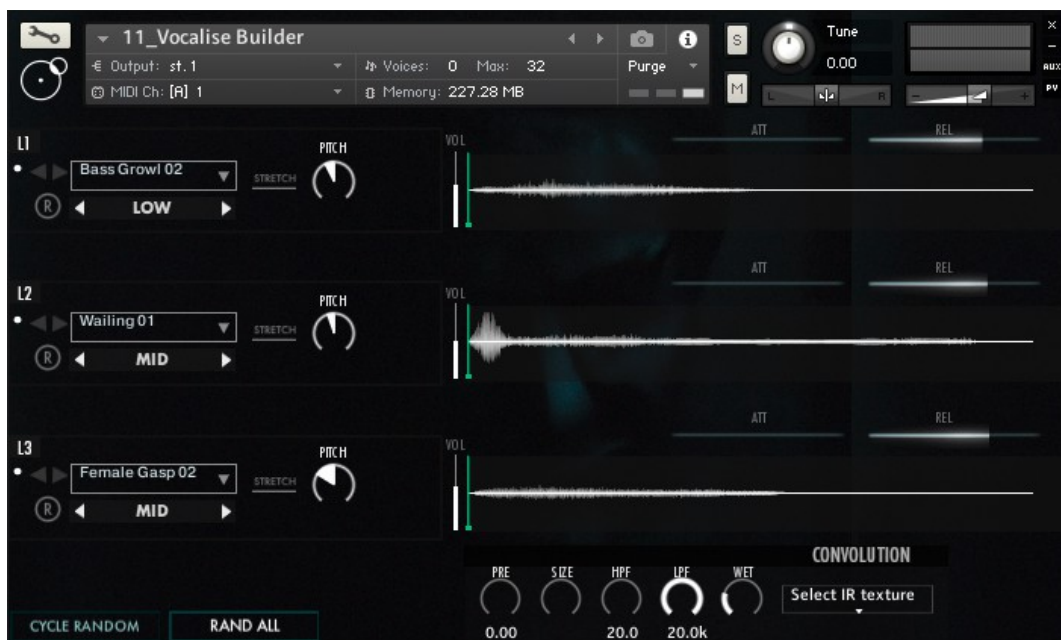 11_Vocalise Builder
S
Tune
0.00
Output: st. 1
Voices: 0 Max: 32
Purge
MIDI Ch: [A] 1
Memory: 227.28 MB
M
L R
- +
×
-
AUX
PV
L1
Bass Growl 02
STRETCH
PITCH
R
LOW
VOL
ATT
REL
L2
Wailing 01
STRETCH
PITCH
R
MID
VOL
ATT
REL
L3
Female Gasp 02
STRETCH
PITCH
R
MID
VOL
ATT
REL
CONVOLUTION
PRE SIZE HPF LPF WET
Select IR texture
0.00 20.0 20.0k
CYCLE RANDOM
RAND ALL